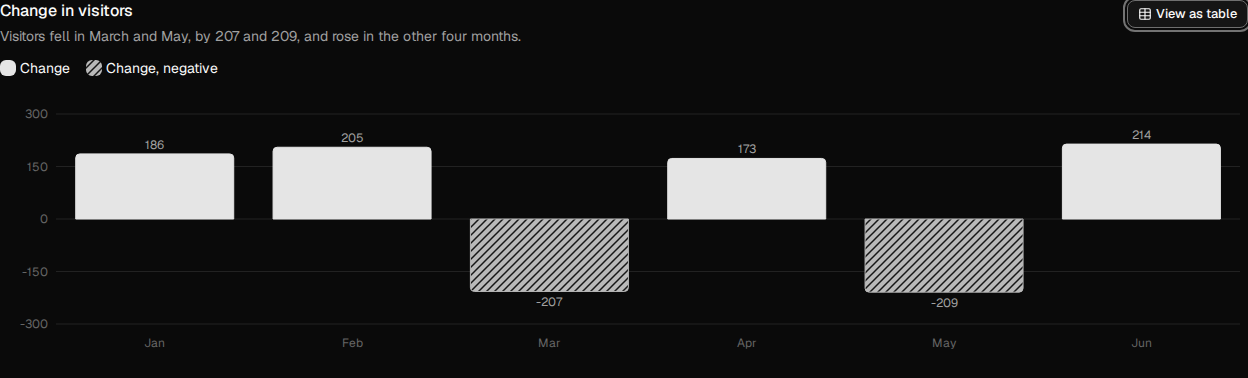 Change in visitors
View as table
Visitors fell in March and May, by 207 and 209, and rose in the other four months.
Change
Change, negative
300
150
0
-150
-300
186
205
-207
173
-209
214
Jan
Feb
Mar
Apr
May
Jun